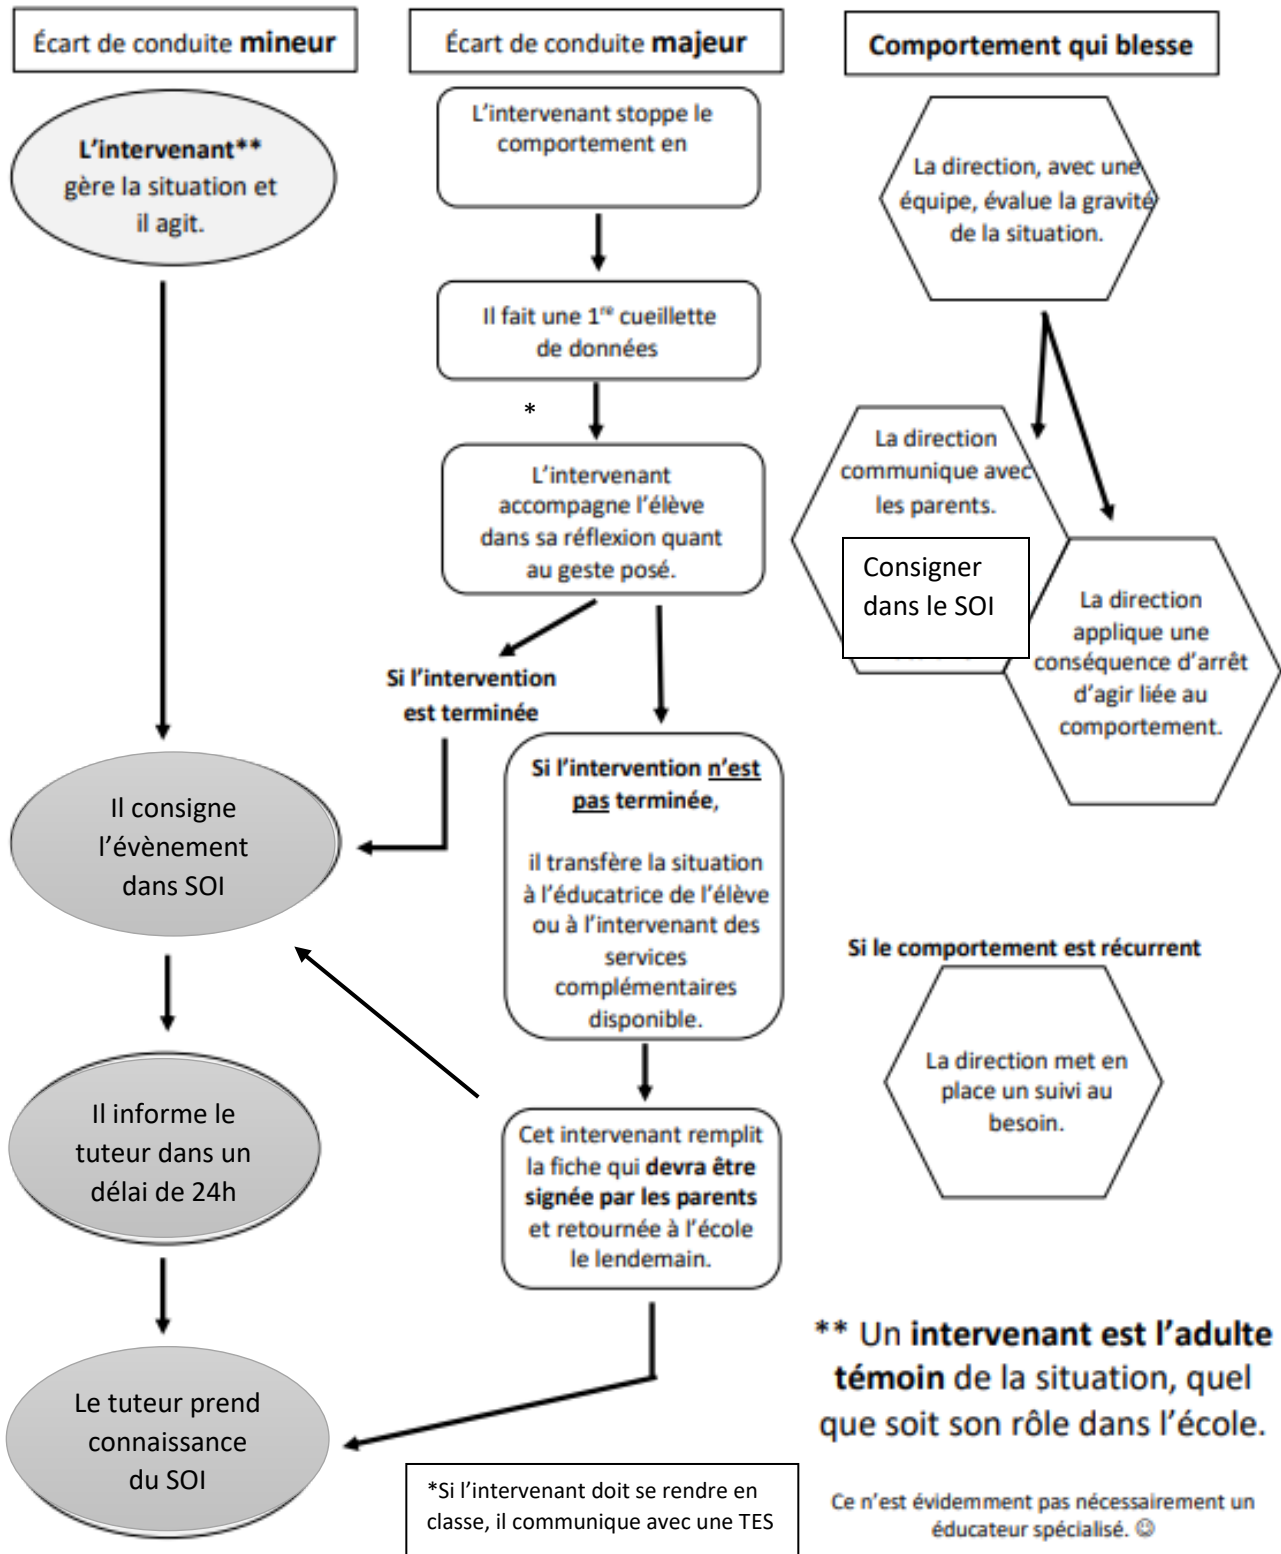 Écart de conduite mineur
L'intervenant**
gère la situation et
il agit.
Il consigne
l'évènement
dans SOI
Il informe le
tuteur dans un
délai de 24h
Le tuteur prend
connaissance
du SOI
Écart de conduite majeur
L'intervenant stoppe le
comportement en
Il fait une 1re cueillette
de données
*
L'intervenant
accompagne l'élève
dans sa réflexion quant
au geste posé.
Si l'intervention
est terminée
Si l'intervention n'est
pas terminée,
il transfère la situation
à l'éducatrice de l'élève
ou à l'intervenant des
services
complémentaires
disponible.
Cet intervenant remplit
la fiche qui devra être
signée par les parents
et retournée à l'école
le lendemain.
*Si l'intervenant doit se rendre en
classe, il communique avec une TES
Comportement qui blesse
La direction, avec une
équipe, évalue la gravité
de la situation.
La direction
communique avec
les parents.
Consigner
dans le SOI
La direction
applique une
conséquence d'arrêt
d'agir liée au
comportement.
Si le comportement est récurrent
La direction met en
place un suivi au
besoin.
** Un intervenant est l'adulte
témoin de la situation, quel
que soit son rôle dans l'école.
Ce n'est évidemment pas nécessairement un
éducateur spécialisé. ☺